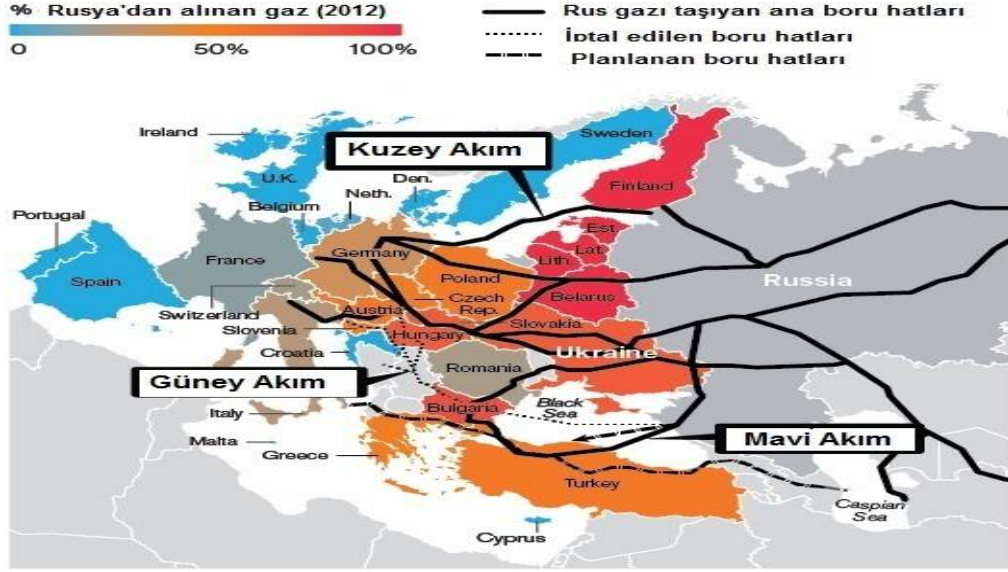 % Rusya'dan alınan gaz (2012)
0 50% 100%
Rus gazı taşıyan ana boru hatları
İptal edilen boru hatları
Planlanan boru hatları
Ireland
Sweden
Kuzey Akım
U.K.
Den.
Neth.
Finland
Belgium
Portugal
Est.
Lat.
Lith.
Germany
France
Poland
Spain
Russia
Belarus
Czech
Rep.
Switzerland
Austria
Slovakia
Slovenia
Hungary
Ukraine
Croatia
Romania
Güney Akım
Bulgaria
Black
Sea
Italy
Mavi Akım
Malta
Greece
Turkey
Caspian
Sea
Cyprus